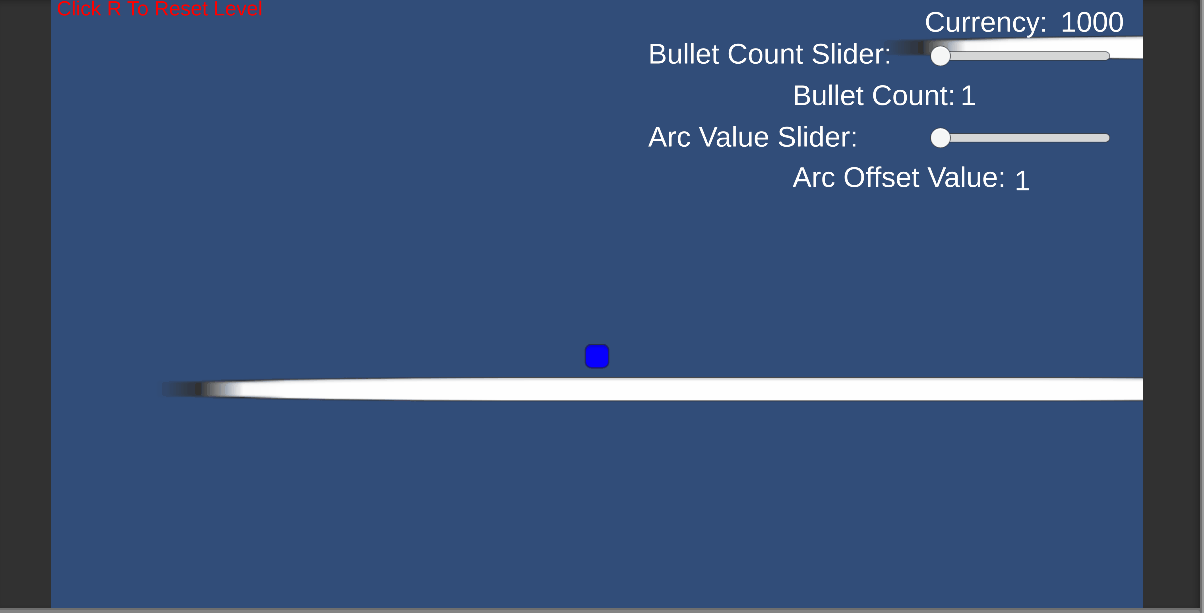 Click R To Reset Level
Currency: 1000
Bullet Count Slider:
Bullet Count: 1
Arc Value Slider:
Arc Offset Value: 1